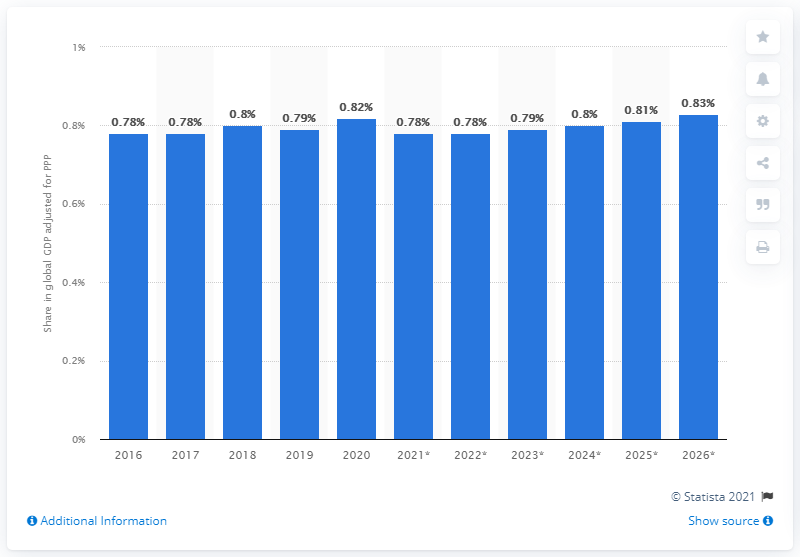 1%
0.8%
0.6%
0.4%
0.2%
0%
Share in global GDP adjusted for PPP
0.78% 0.78% 0.8% 0.79% 0.82% 0.78% 0.78% 0.79% 0.8% 0.81% 0.83%
2016 2017 2018 2019 2020 2021* 2022* 2023* 2024* 2025* 2026*
© Statista 2021
Additional Information
Show source